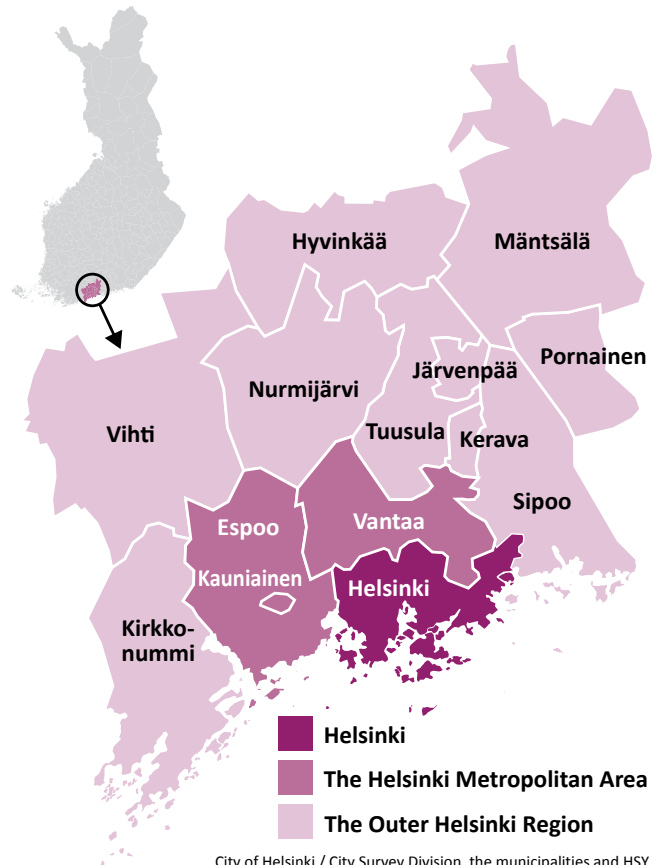 Hyvinkää
Mäntsälä
Pornainen
Järvenpää
Nurmijärvi
Tuusula
Kerava
Vihti
Sipoo
Espoo
Vantaa
Kauniainen
Helsinki
Kirkko-
nummi
Helsinki
The Helsinki Metropolitan Area
The Outer Helsinki Region
City of Helsinki / City Survey Division, the municipalities and HSY